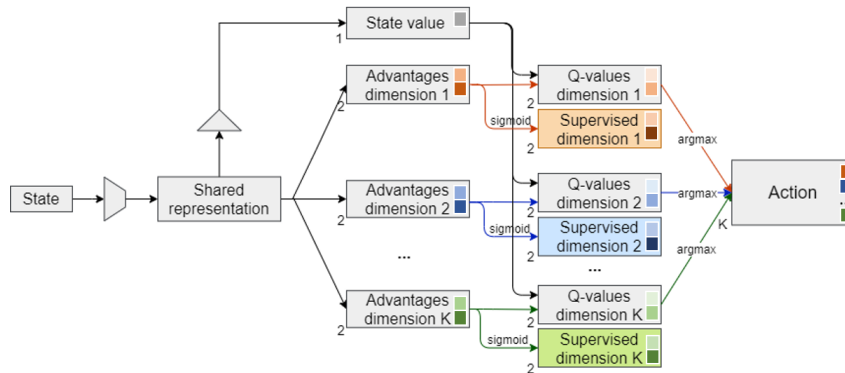 State value
1
Advantages
dimension 1
2
Q-values
dimension 1
2
sigmoid
Supervised
dimension 1
2
argmax
State
Shared
representation
Advantages
dimension 2
2
Q-values
dimension 2
2
sigmoid
Supervised
dimension 2
2
argmax
Action
...
K
...
...
argmax
Advantages
dimension K
2
Q-values
dimension K
2
sigmoid
Supervised
dimension K
2